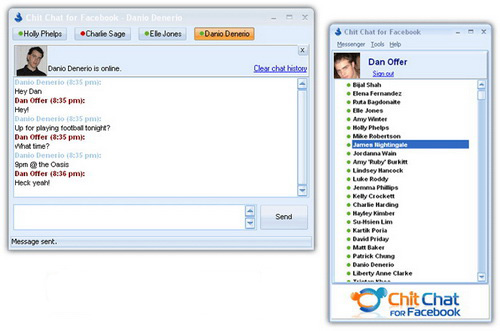 Chit Chat for Facebook - Danio Denerio
Holly Phelps
Charlie Sage
Elle Jones
Danio Denerio
Danio Denerio is online.
Clear chat history
Danio Denerio (8:35 pm):
Hey Dan
Dan Offer (8:35 pm):
Hey!
Danio Denerio (8:35 pm):
Up for playing football tonight?
Dan Offer (8:35 pm):
What time?
Danio Denerio (8:35 pm):
9pm @ the Oasis
Dan Offer (8:36 pm):
Heck yeah!
Send
Message sent.
Chit Chat for Facebook
Messenger Tools Help
Dan Offer
Sign out
Bijal Shah
Elena Fernandez
Ruta Bagdonaite
Elle Jones
Amy Winter
Holly Phelps
Mike Robertson
James Nightingale
Jordanna Wain
Amy 'Ruby' Burkitt
Lindsey Hancock
Luke Roddy
Jemma Phillips
Kelly Crockett
Charlie Harding
Hayley Kimber
Su-Hsien Lim
Kartik Poria
David Priday
Matt Baker
Patrick Chung
Danio Denerio
Liberty Anne Clarke
Chit Chat
FOR Facebook